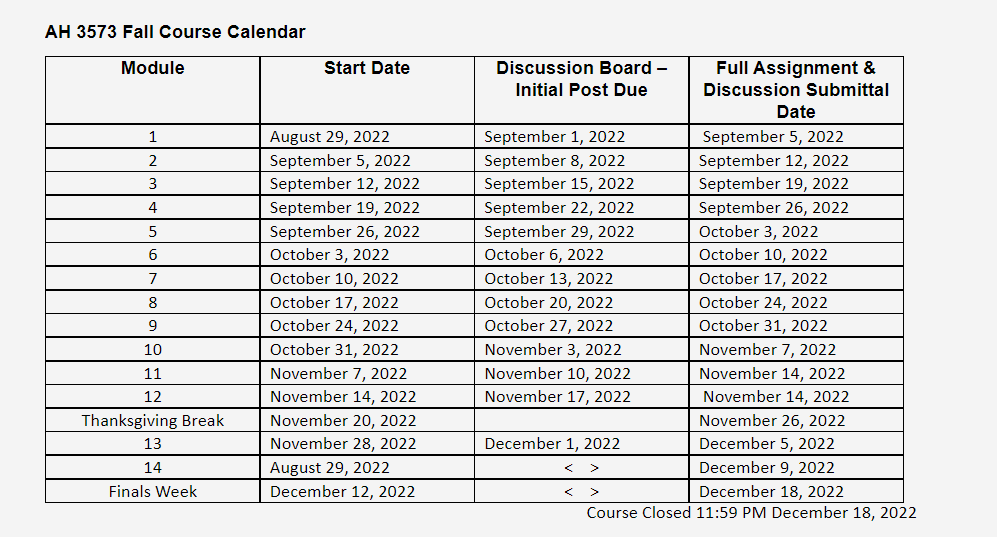 AH 3573 Fall Course Calendar
Module Start Date Discussion Board – Initial Post Due Full Assignment & Discussion Submittal Date
1 August 29, 2022 September 1, 2022 September 5, 2022
2 September 5, 2022 September 8, 2022 September 12, 2022
3 September 12, 2022 September 15, 2022 September 19, 2022
4 September 19, 2022 September 22, 2022 September 26, 2022
5 September 26, 2022 September 29, 2022 October 3, 2022
6 October 3, 2022 October 6, 2022 October 10, 2022
7 October 10, 2022 October 13, 2022 October 17, 2022
8 October 17, 2022 October 20, 2022 October 24, 2022
9 October 24, 2022 October 27, 2022 October 31, 2022
10 October 31, 2022 November 3, 2022 November 7, 2022
11 November 7, 2022 November 10, 2022 November 14, 2022
12 November 14, 2022 November 17, 2022 November 14, 2022
Thanksgiving Break November 20, 2022 November 26, 2022
13 November 28, 2022 December 1, 2022 December 5, 2022
14 August 29, 2022 < > December 9, 2022
Finals Week December 12, 2022 < > December 18, 2022
Course Closed 11:59 PM December 18, 2022